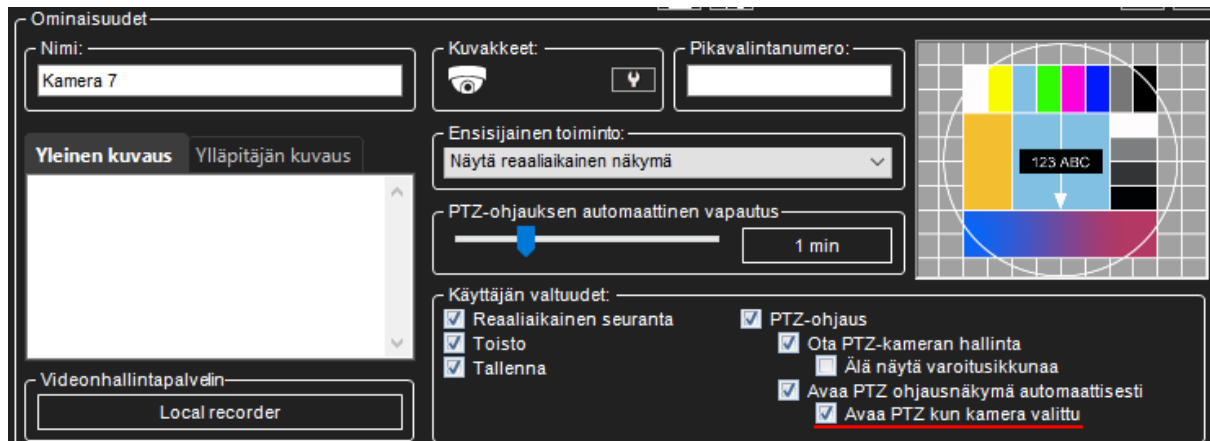 Ominaisuudet
Nimi:
Kamera 7
Kuvakkeet:
Pikavalintanumero:
Yleinen kuvaus
Ylläpitäjän kuvaus
Ensisijainen toiminto:
Näytä reaaliaikainen näkymä
PTZ-ohjauksen automaattinen vapautus
1 min
123 ABC
Videonhallintapalvelin
Local recorder
Käyttäjän valtuudet:
Reaaliaikainen seuranta
Toisto
Tallenna
PTZ-ohjaus
Ota PTZ-kameran hallinta
Älä näytä varoitusikkunaa
Avaa PTZ ohjausnäkymä automaattisesti
Avaa PTZ kun kamera valittu